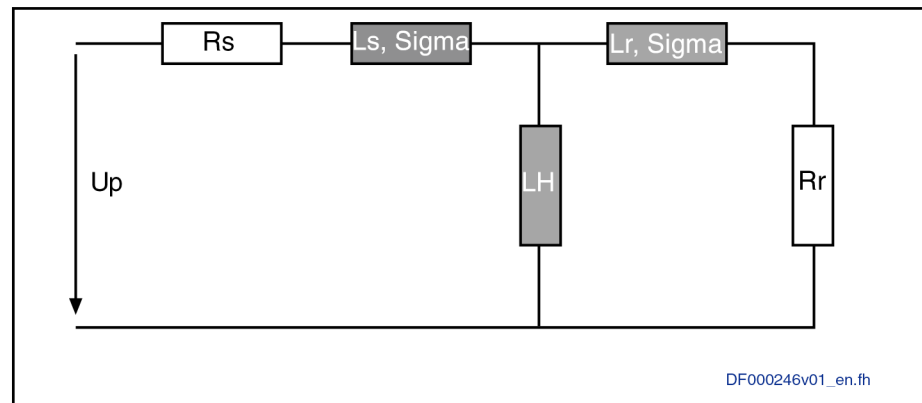 Rs
Ls, Sigma
Lr, Sigma
Up
LH
Rr
DF000246v01_en.fh